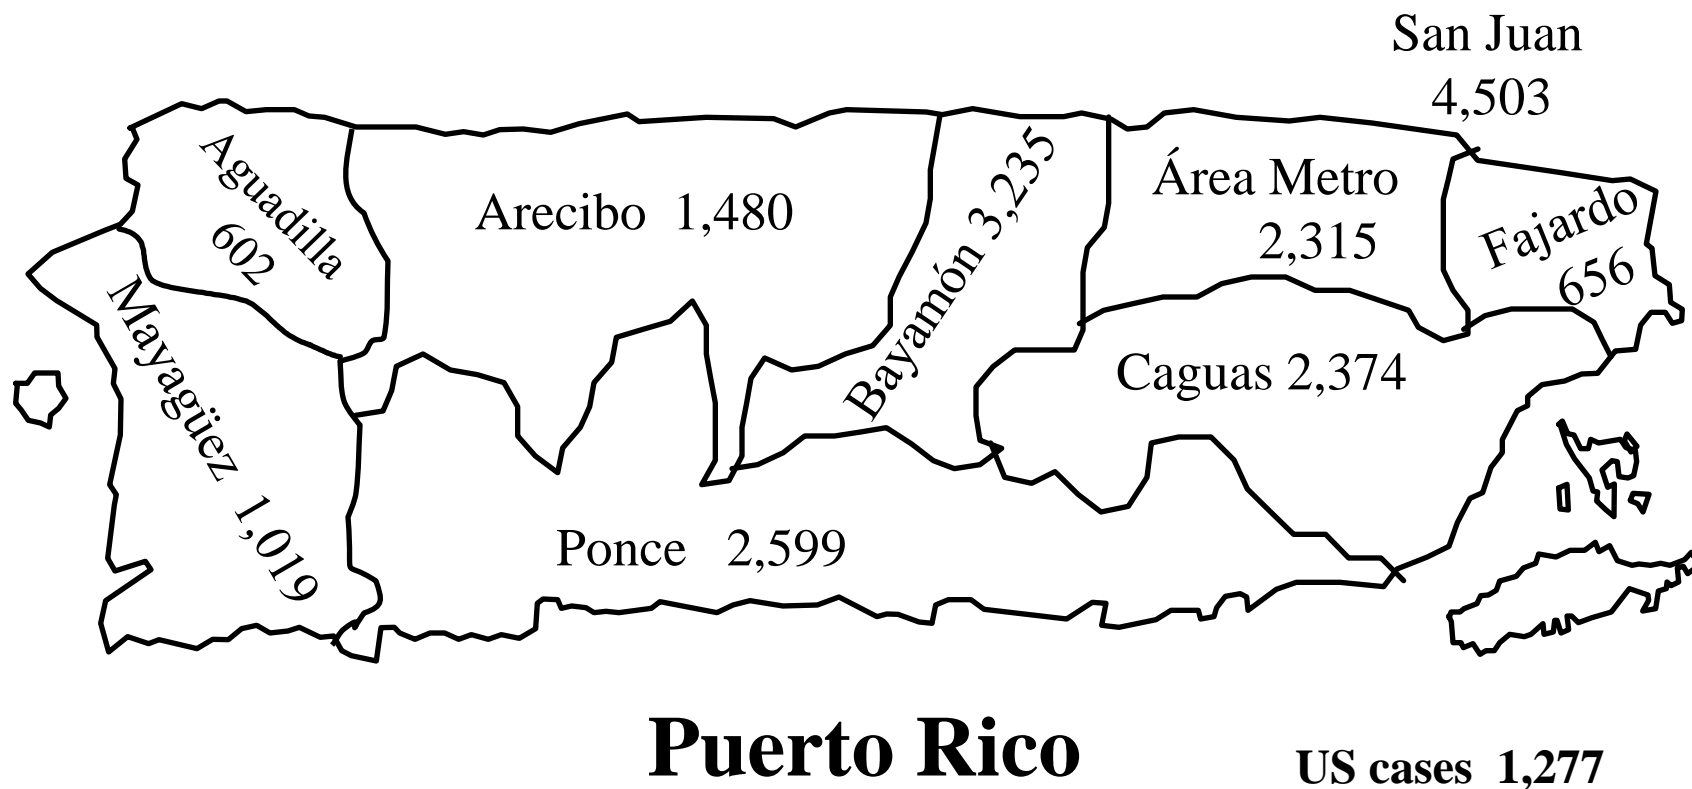 San Juan
4,503
Aguadilla
602
Arecibo 1,480
Bayamón 3,235
Área Metro
2,315
Fajardo
656
Mayagüez 1,019
Caguas 2,374
Ponce 2,599
Puerto Rico
US cases 1,277